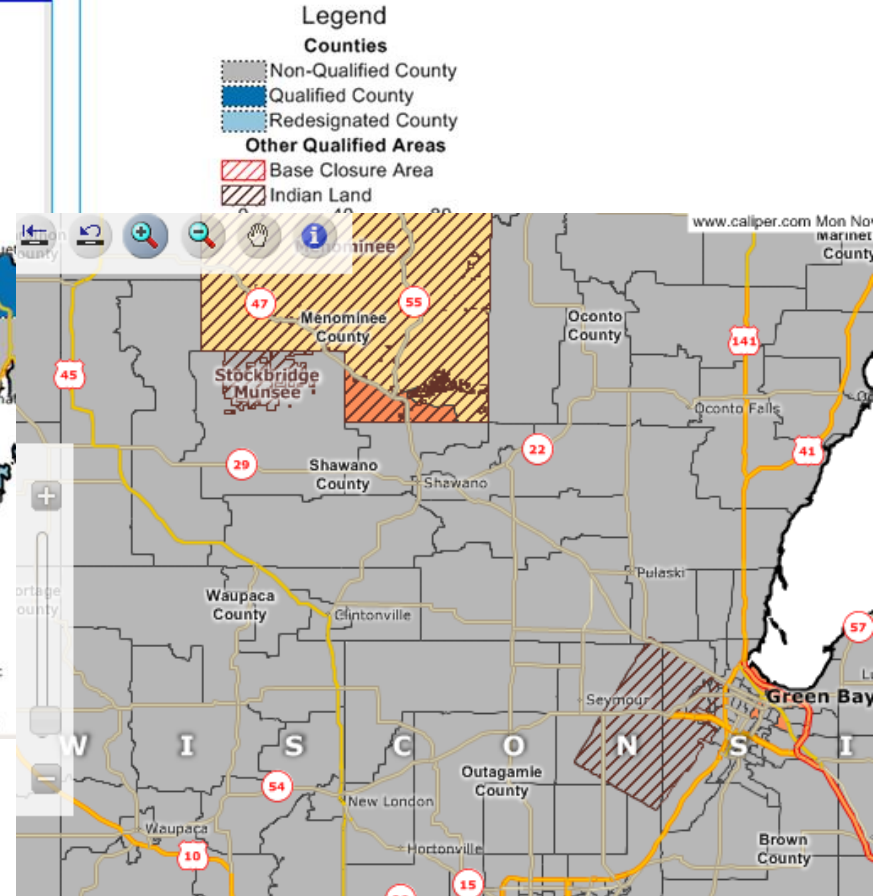 Legend
Counties
Non-Qualified County
Qualified County
Redesignated County
Other Qualified Areas
Base Closure Area
Indian Land
www.caliper.com Mon Nov
Menominee
Marinet
County
47
55
Menominee
County
Oconto
County
141
45
Stockbridge
Munsee
Oconto Falls
41
22
29
Shawano
County
Shawano
Pulaski
ortage
ounty
Waupaca
County
Clintonville
57
Seymour
Green Bay
W I S C O N S I
Outagamie
County
54
New London
Waupaca
Hortonville
Brown
County
10
15